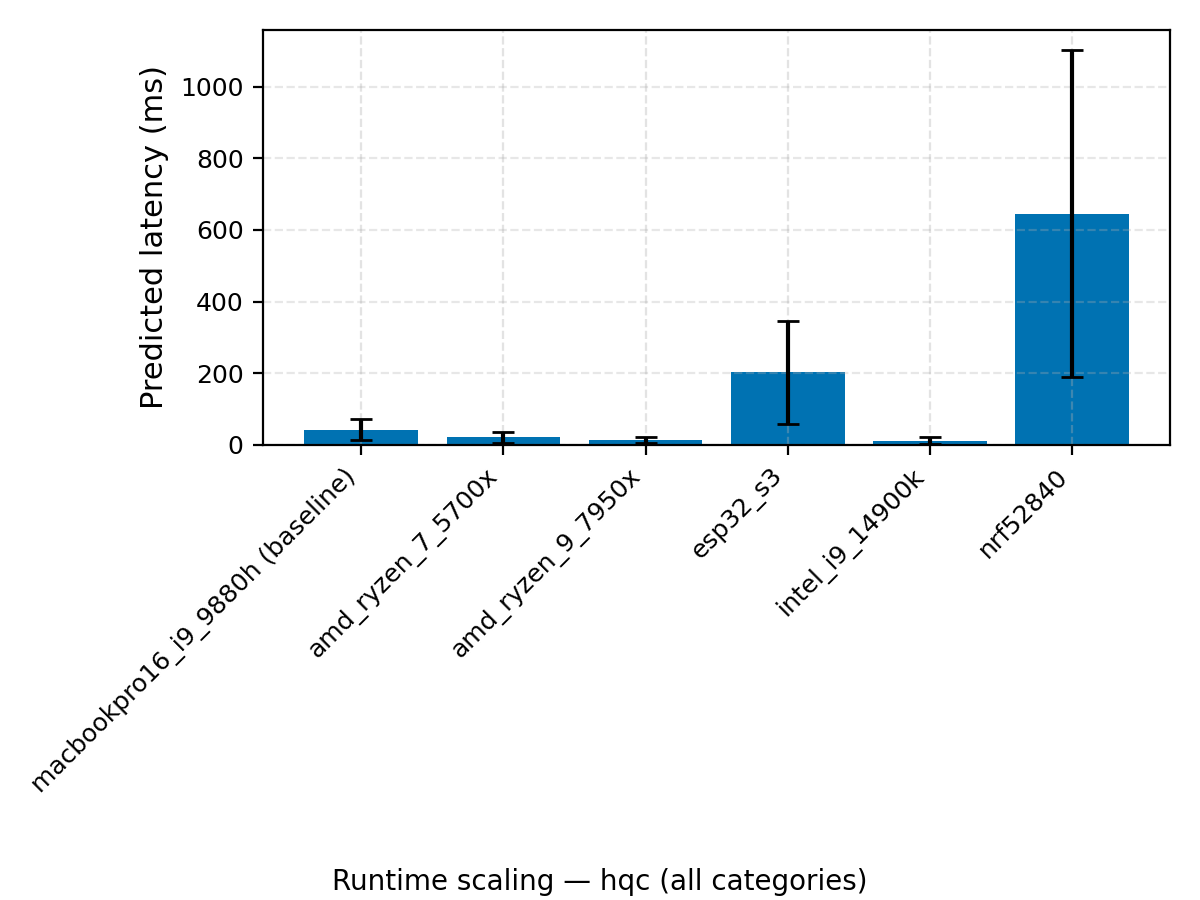 Predicted latency (ms)
1000
800
600
400
200
0
macbookpro16_i9_9880h (baseline)
amd_ryzen_7_5700x
amd_ryzen_9_7950x
esp32_s3
intel_i9_14900k
nrf52840
Runtime scaling — hqc (all categories)